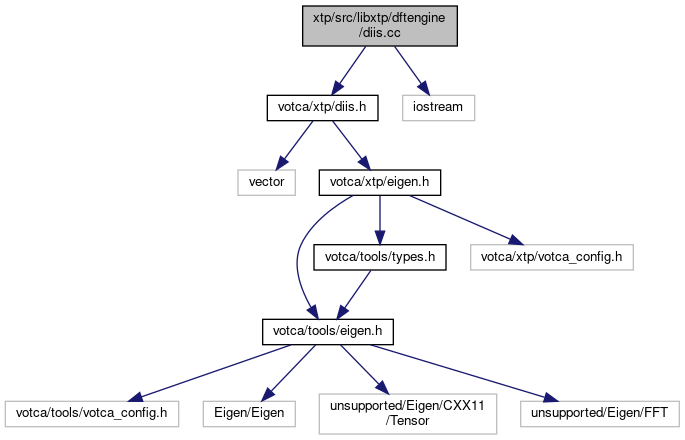 xtp/src/libxtp/dftengine
/diis.cc
votca/xtp/diis.h
iostream
vector
votca/xtp/eigen.h
votca/tools/types.h
votca/xtp/votca_config.h
votca/tools/eigen.h
votca/tools/votca_config.h
Eigen/Eigen
unsupported/Eigen/CXX11
/Tensor
unsupported/Eigen/FFT